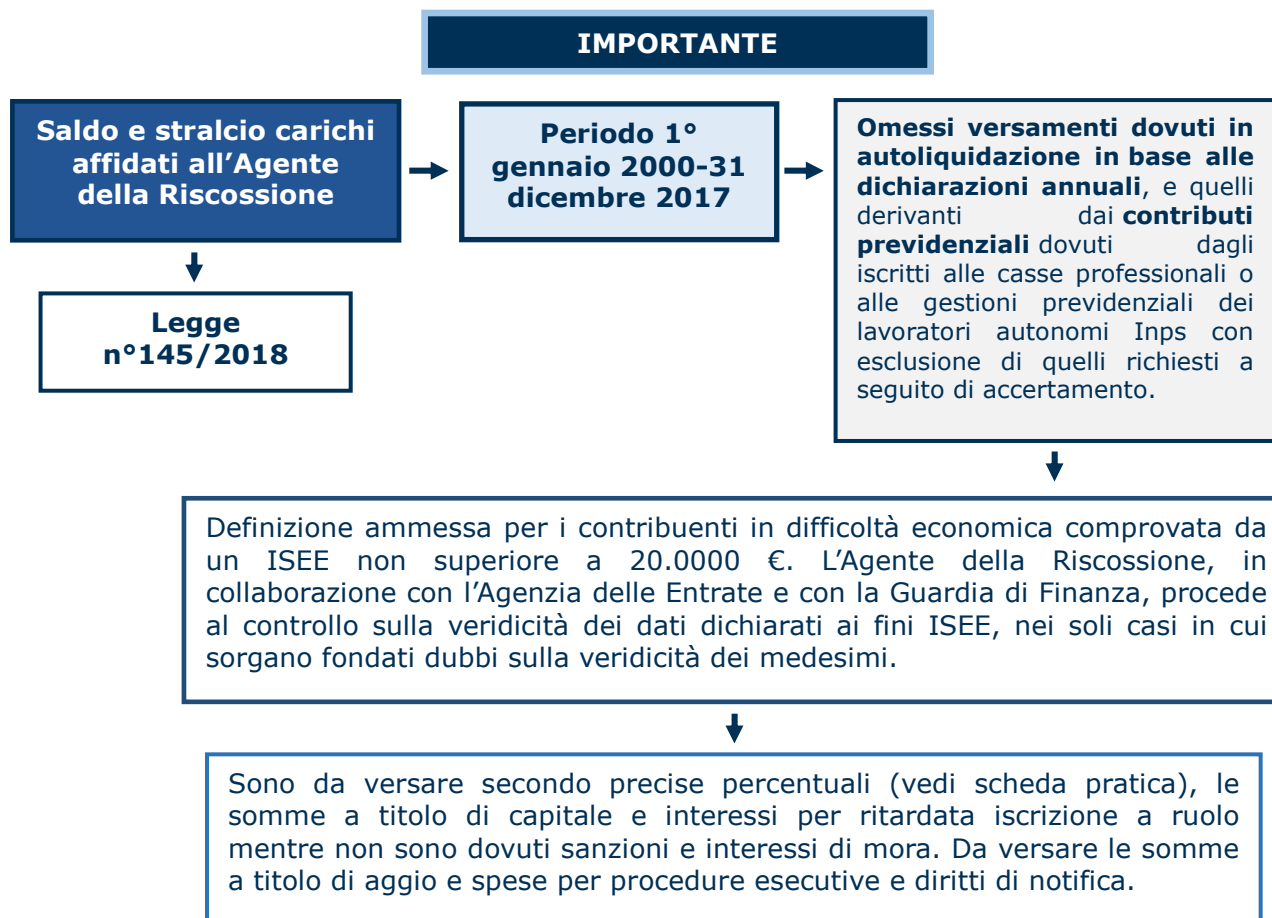 IMPORTANTE
Saldo e stralcio carichi
affidati all’Agente
della Riscossione
Periodo 1°
gennaio 2000-31
dicembre 2017
Omessi versamenti dovuti in
autoliquidazione in base alle
dichiarazioni annuali, e quelli
derivanti dai contributi
previdenziali dovuti dagli
iscritti alle casse professionali o
alle gestioni previdenziali dei
lavoratori autonomi Inps con
esclusione di quelli richiesti a
seguito di accertamento.
Legge
n°145/2018
Definizione ammessa per i contribuenti in difficoltà economica comprovata da
un ISEE non superiore a 20.0000 €. L’Agente della Riscossione, in
collaborazione con l’Agenzia delle Entrate e con la Guardia di Finanza, procede
al controllo sulla veridicità dei dati dichiarati ai fini ISEE, nei soli casi in cui
sorgano fondati dubbi sulla veridicità dei medesimi.
Sono da versare secondo precise percentuali (vedi scheda pratica), le
somme a titolo di capitale e interessi per ritardata iscrizione a ruolo
mentre non sono dovuti sanzioni e interessi di mora. Da versare le somme
a titolo di aggio e spese per procedure esecutive e diritti di notifica.